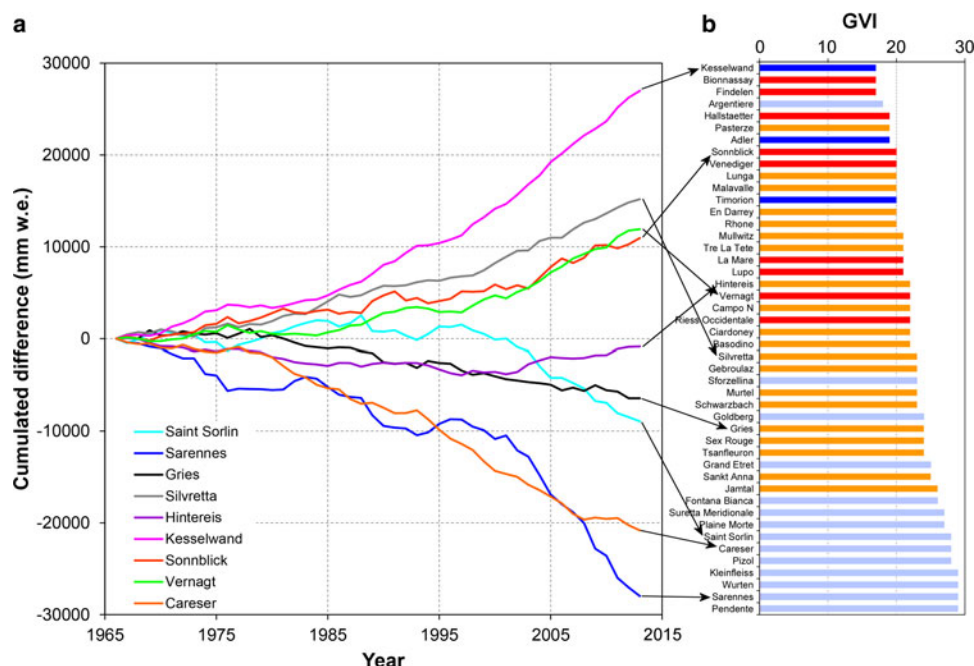 a
b
GVI
0 10 20 30
30000
20000
10000
0
-10000
-20000
-30000
Cumulated difference (mm w.e.)
1965 1975 1985 1995 2005 2015
Year
Saint Sorlin
Sarennes
Gries
Silvretta
Hintereis
Kesselwand
Sonnblick
Vernagt
Careser
Kesselwand
Bionnassay
Findelen
Argentiere
Hallstaetter
Pasterze
Adler
Sonnblick
Venediger
Lunga
Malavalle
Timorion
En Darrey
Rhone
Mullwitz
Tre La Tete
La Mare
Lupo
Hintereis
Vernagt
Campo N
Riess Occidentale
Ciardoney
Basodino
Silvretta
Gebroulaz
Sforzellina
Murtel
Schwarzbach
Goldberg
Gries
Sex Rouge
Tsanfleuron
Grand Etret
Sankt Anna
Jamtal
Fontana Bianca
Suretta Meridionale
Plaine Morte
Saint Sorlin
Careser
Pizol
Kleinfleiss
Wurten
Sarennes
Pendente